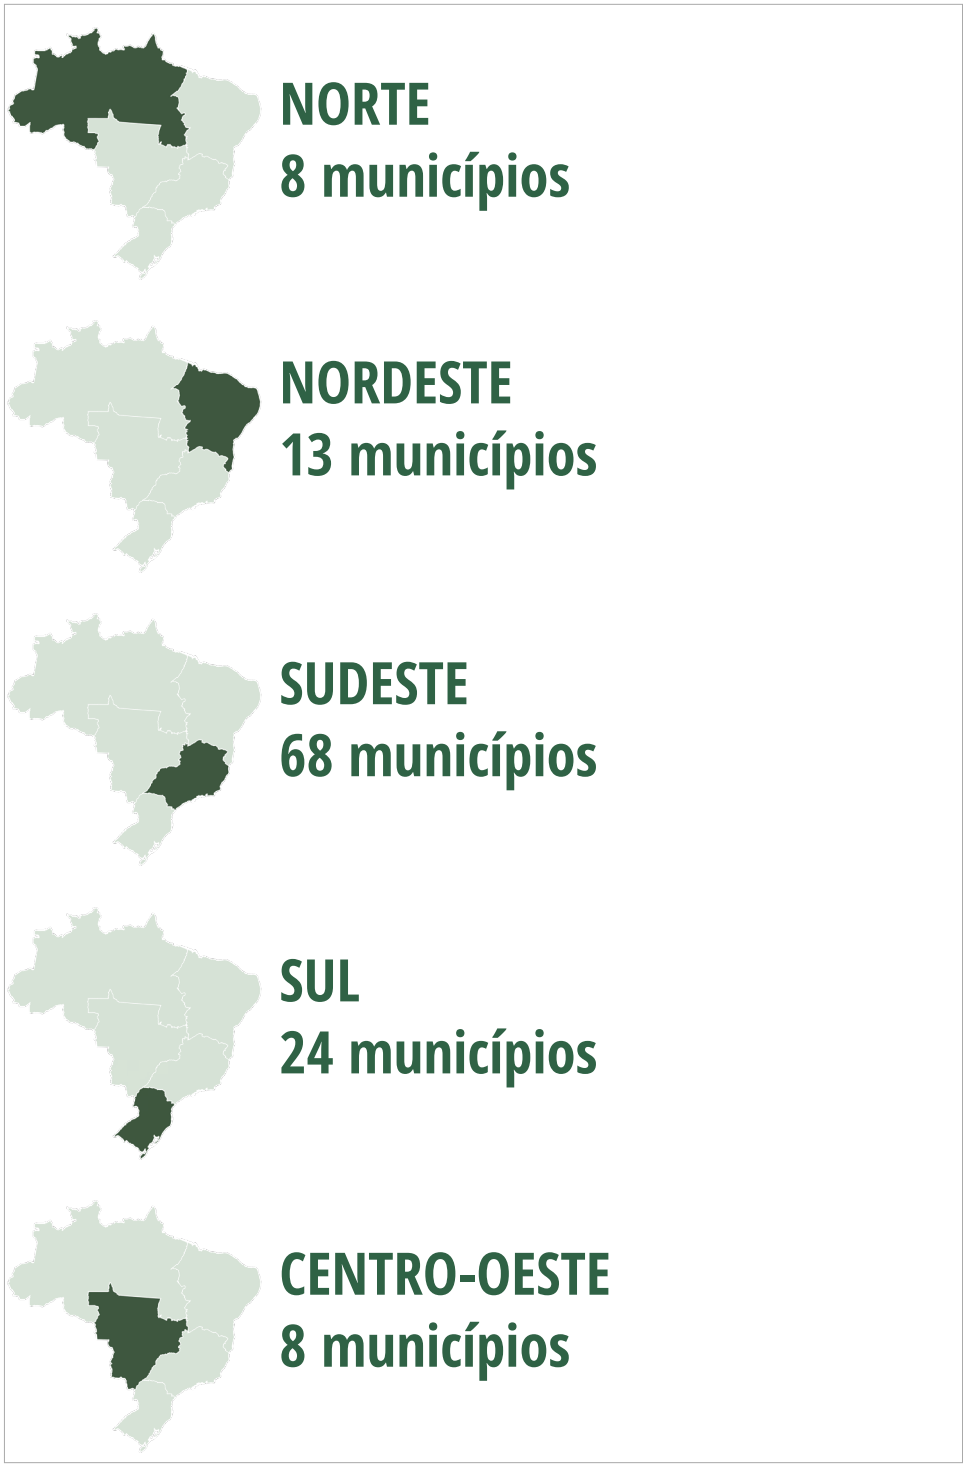 NORTE
8 municípios
NORDESTE
13 municípios
SUDESTE
68 municípios
SUL
24 municípios
CENTRO-OESTE
8 municípios